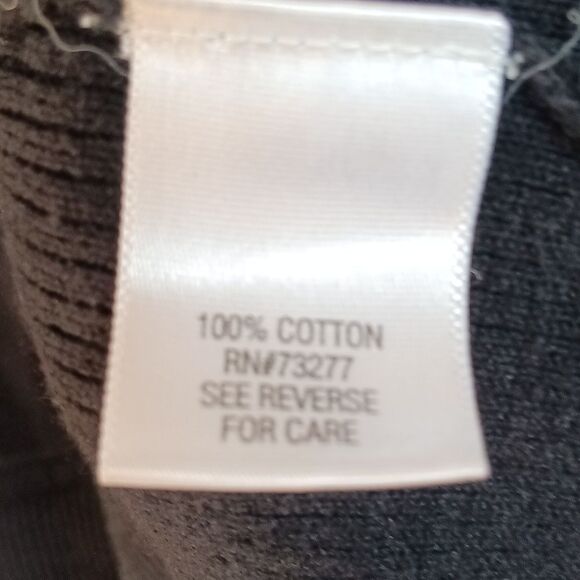 100% COTTON
RN#73277
SEE REVERSE
FOR CARE